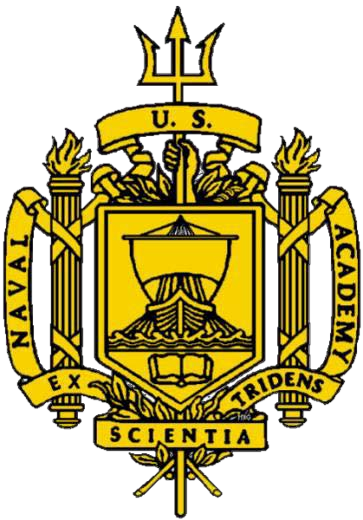 U. S.
NAVAL
ACADEMY
EX
TRIDENS
SCIENTIA